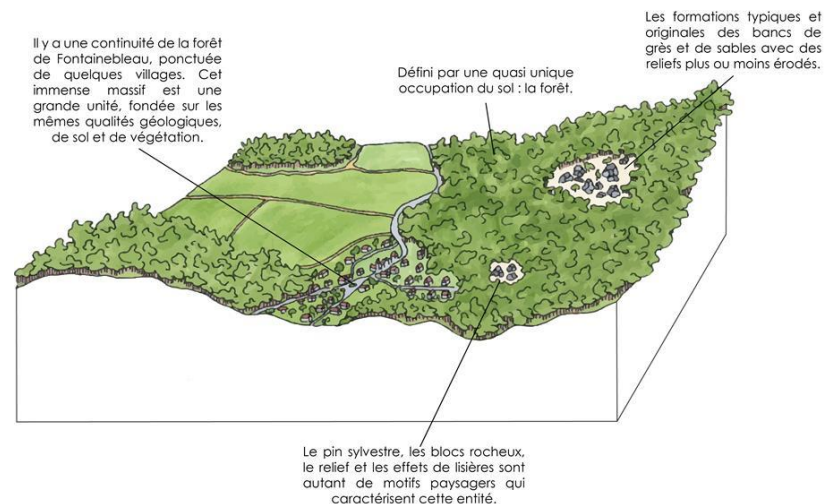 Il y a une continuité de la forêt
de Fontainebleau, ponctuée
de quelques villages. Cet
immense massif est une
grande unité, fondée sur les
mêmes qualités géologiques,
de sol et de végétation.
Défini par une quasi unique
occupation du sol : la forêt.
Les formations typiques et
originales des bancs de
grès et de sables avec des
reliefs plus ou moins érodés.
Le pin sylvestre, les blocs rocheux,
le relief et les effets de lisières sont
autant de motifs paysagers qui
caractérisent cette entité.